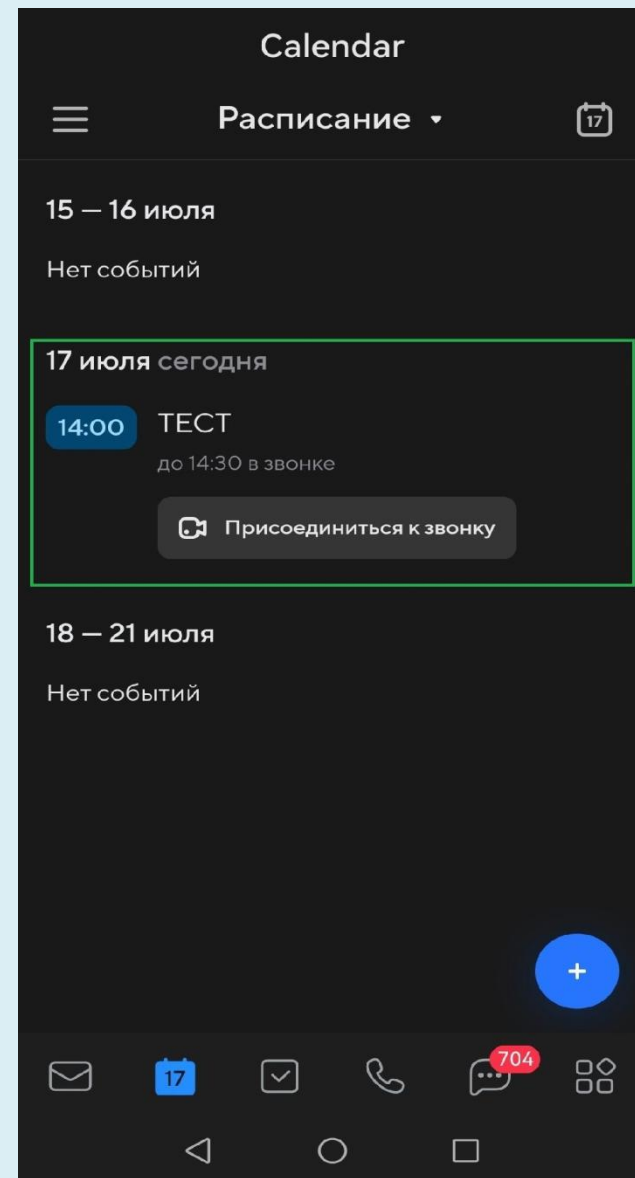 Calendar
Расписание
17
15 — 16 июля
Нет событий
17 июля сегодня
14:00 ТЕСТ
до 14:30 в звонке
Присоединиться к звонку
18 — 21 июля
Нет событий
+
17
704